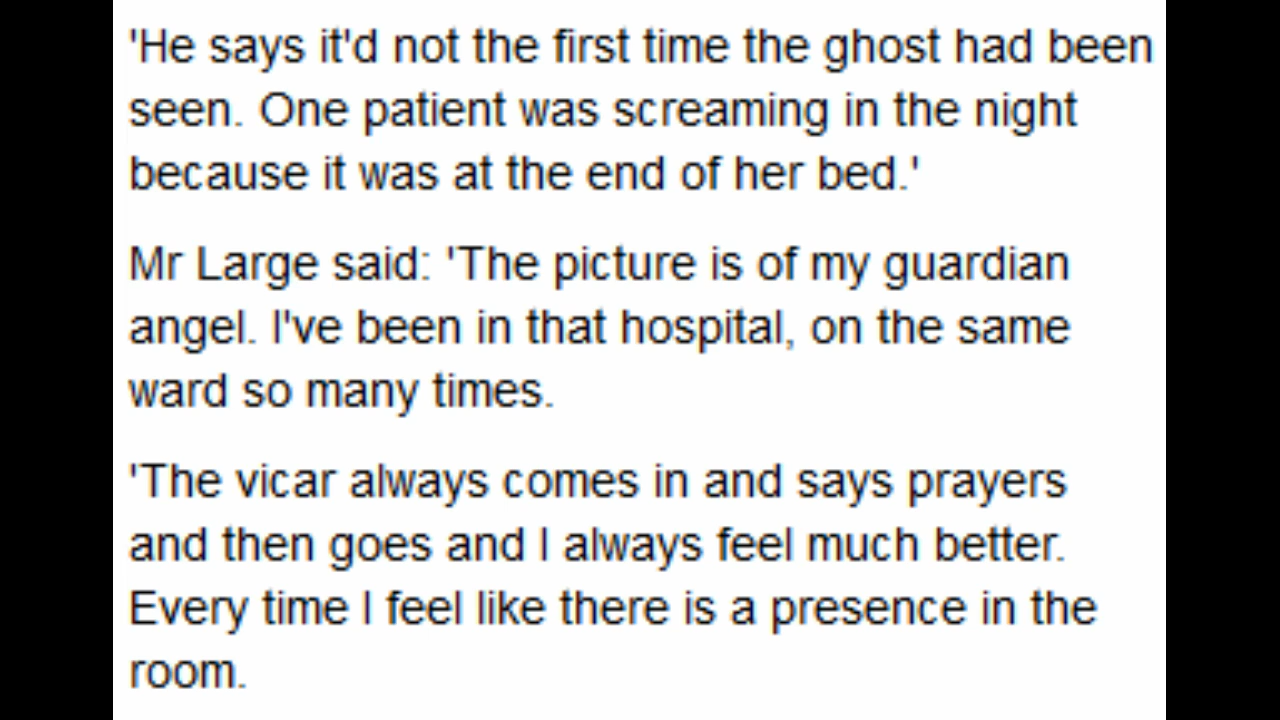 'He says it'd not the first time the ghost had been
seen. One patient was screaming in the night
because it was at the end of her bed.'
Mr Large said: 'The picture is of my guardian
angel. I've been in that hospital, on the same
ward so many times.
'The vicar always comes in and says prayers
and then goes and I always feel much better.
Every time I feel like there is a presence in the
room.